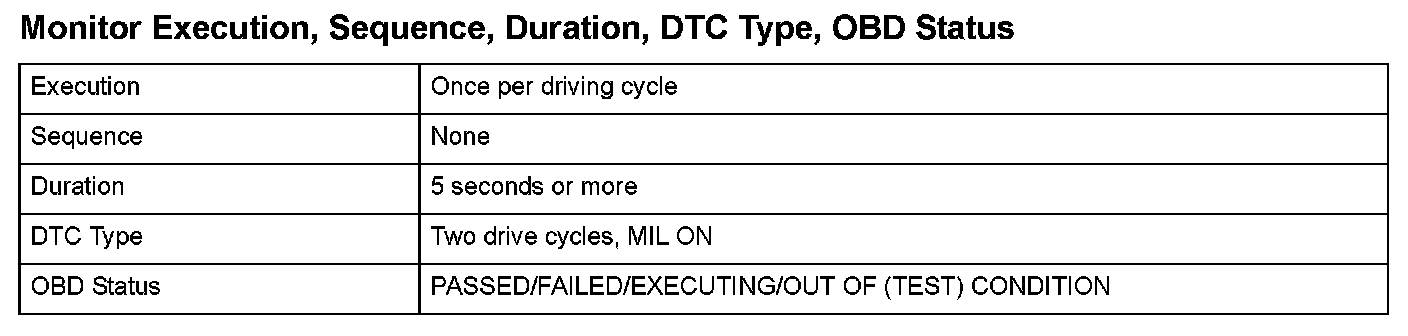 Monitor Execution, Sequence, Duration, DTC Type, OBD Status
Execution Once per driving cycle
Sequence None
Duration 5 seconds or more
DTC Type Two drive cycles, MIL ON
OBD Status PASSED/FAILED/EXECUTING/OUT OF (TEST) CONDITION